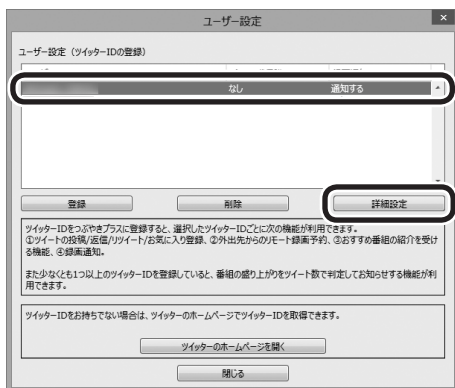 ユーザー設定
×
ユーザー設定（ツイッターIDの登録）
なし 通知する
登録 削除 詳細設定
ツイッターIDをつぶやきプラスに登録すると、選択したツイッターIDごとに次の機能が利用できます。
①ツイートの投稿/返信/リツイート/お気に入り登録、②外出先からのリモート録画予約、③おすすめ番組の紹介を受け
る機能、④録画通知。
また少なくとも1つ以上のツイッターIDを登録していると、番組の盛り上がりをツイート数で判定してお知らせする機能が利
用できます。
ツイッターIDをお持ちでない場合は、ツイッターのホームページでツイッターIDを取得できます。
ツイッターのホームページを開く
閉じる